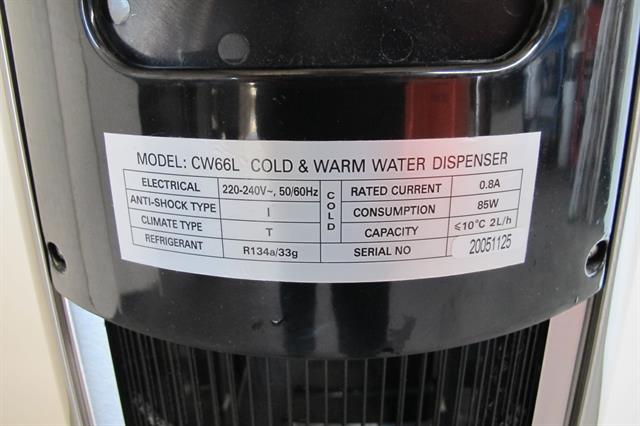 MODEL: CW66L COLD & WARM WATER DISPENSER
ELECTRICAL 220-240V~, 50/60Hz
ANTI-SHOCK TYPE I
CLIMATE TYPE T
REFRIGERANT R134a/33g
COLD
RATED CURRENT 0.8A
CONSUMPTION 85W
CAPACITY ≤10°C 2L/h
SERIAL NO 20051125